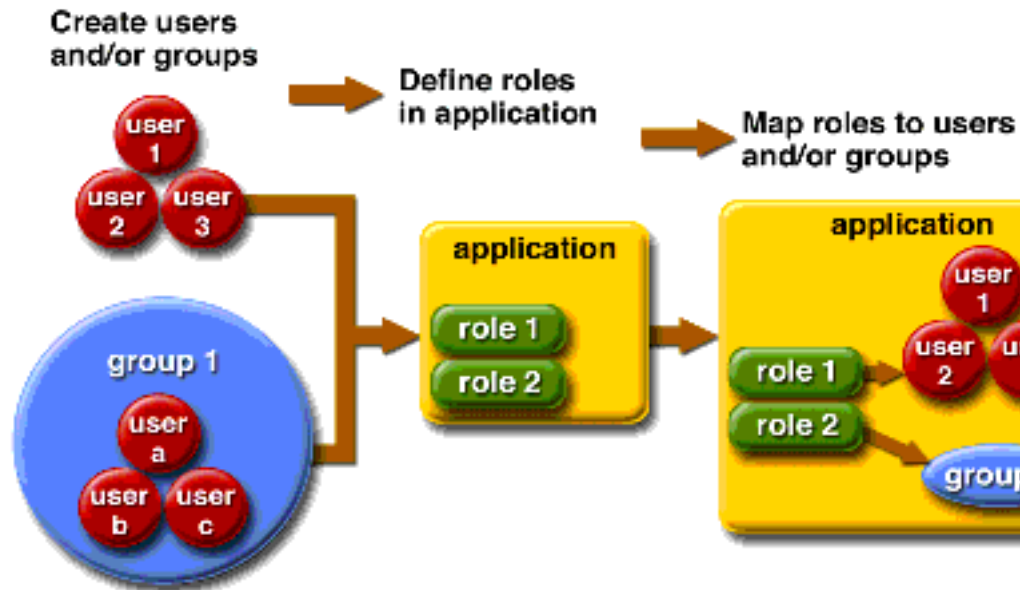 Create users
and/or groups
Define roles
in application
Map roles to users
and/or groups
user
1
user
2
user
3
group 1
user
a
user
b
user
c
application
role 1
role 2
application
user
1
user
2
role 1
role 2
group